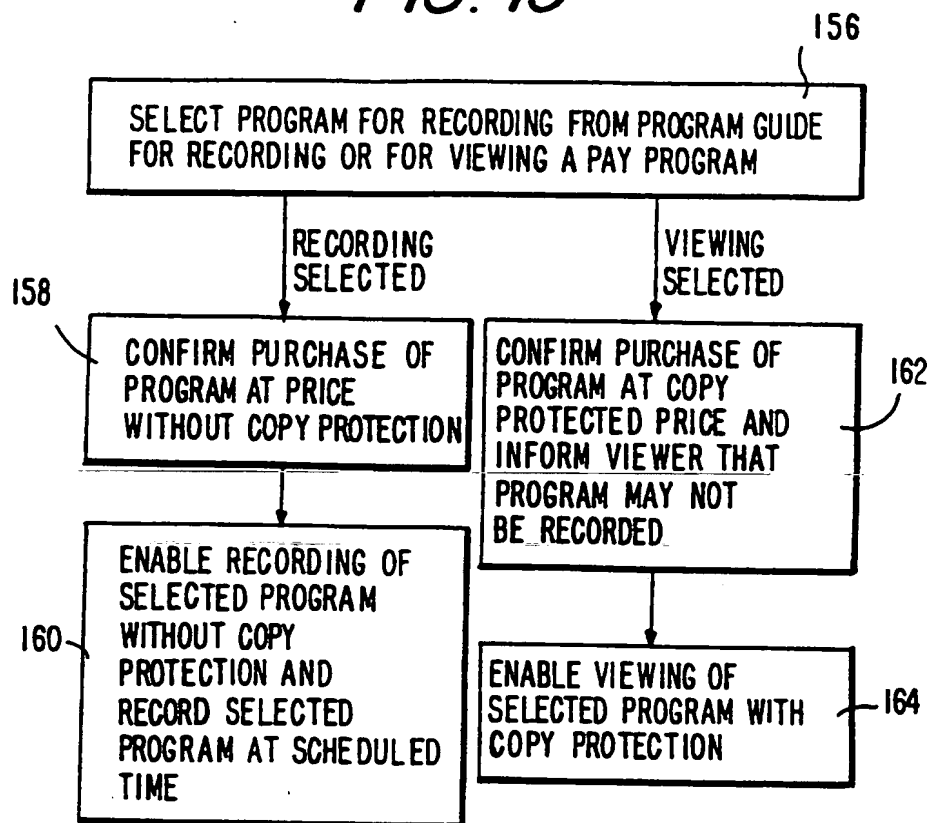 156
SELECT PROGRAM FOR RECORDING FROM PROGRAM GUIDE
FOR RECORDING OR FOR VIEWING A PAY PROGRAM
RECORDING
SELECTED
VIEWING
SELECTED
158
CONFIRM PURCHASE OF
PROGRAM AT PRICE
WITHOUT COPY PROTECTION
CONFIRM PURCHASE OF
PROGRAM AT COPY
PROTECTED PRICE AND
INFORM VIEWER THAT
PROGRAM MAY NOT
BE RECORDED
162
160
ENABLE RECORDING OF
SELECTED PROGRAM
WITHOUT COPY
PROTECTION AND
RECORD SELECTED
PROGRAM AT SCHEDULED
TIME
ENABLE VIEWING OF
SELECTED PROGRAM WITH
COPY PROTECTION
164